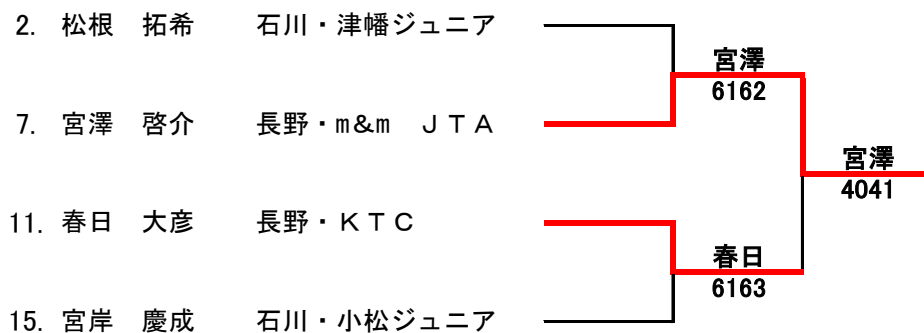 2. 松根 拓希 石川・津幡ジュニア
宮澤
6162
7. 宮澤 啓介 長野・m&m ＪＴＡ
宮澤
4041
11. 春日 大彦 長野・ＫＴＣ
春日
6163
15. 宮岸 慶成 石川・小松ジュニア